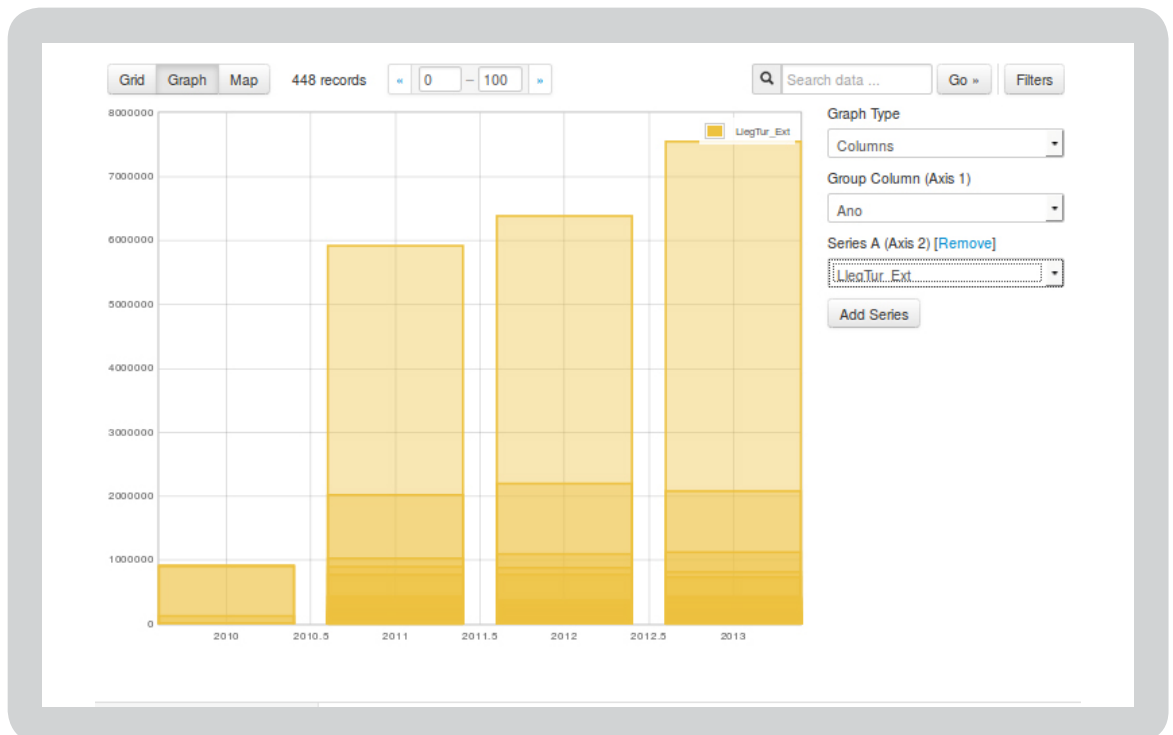 Grid Graph Map 448 records « 0 – 100 » Search data ... Go » Filters
8000000
7000000
6000000
5000000
4000000
3000000
2000000
1000000
0
2010 2010.5 2011 2011.5 2012 2012.5 2013
LlegTur_Ext
Graph Type
Columns
Group Column (Axis 1)
Ano
Series A (Axis 2) [Remove]
LlegTur_Ext
Add Series